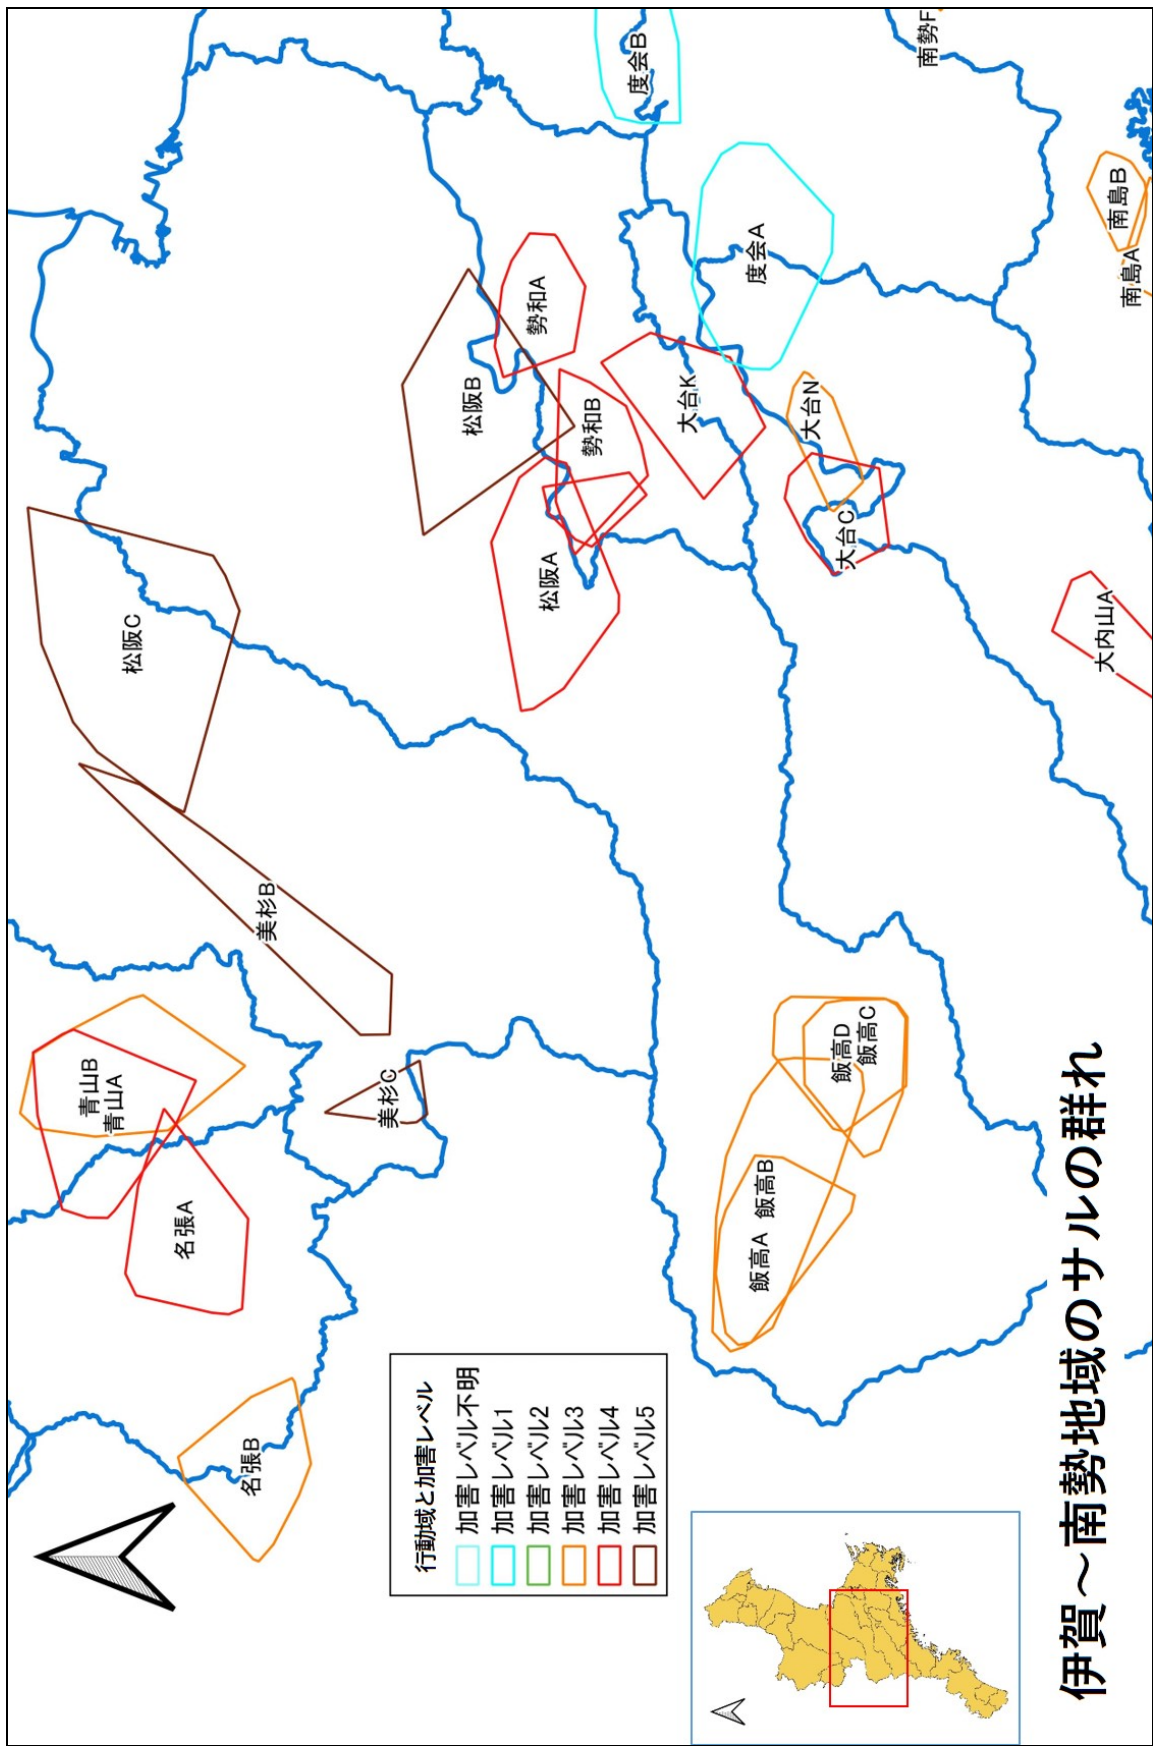 伊賀～南勢地域のサルの群れ
行動域と加害レベル
加害レベル不明
加害レベル1
加害レベル2
加害レベル3
加害レベル4
加害レベル5
名張B
名張A
青山B
青山A
美杉C
美杉B
松阪C
松阪B
松阪A
勢和A
勢和B
大台K
大台N
大台C
大内山A
度会A
度会B
南勢F
南島B
南島A
飯高A
飯高B
飯高D
飯高C